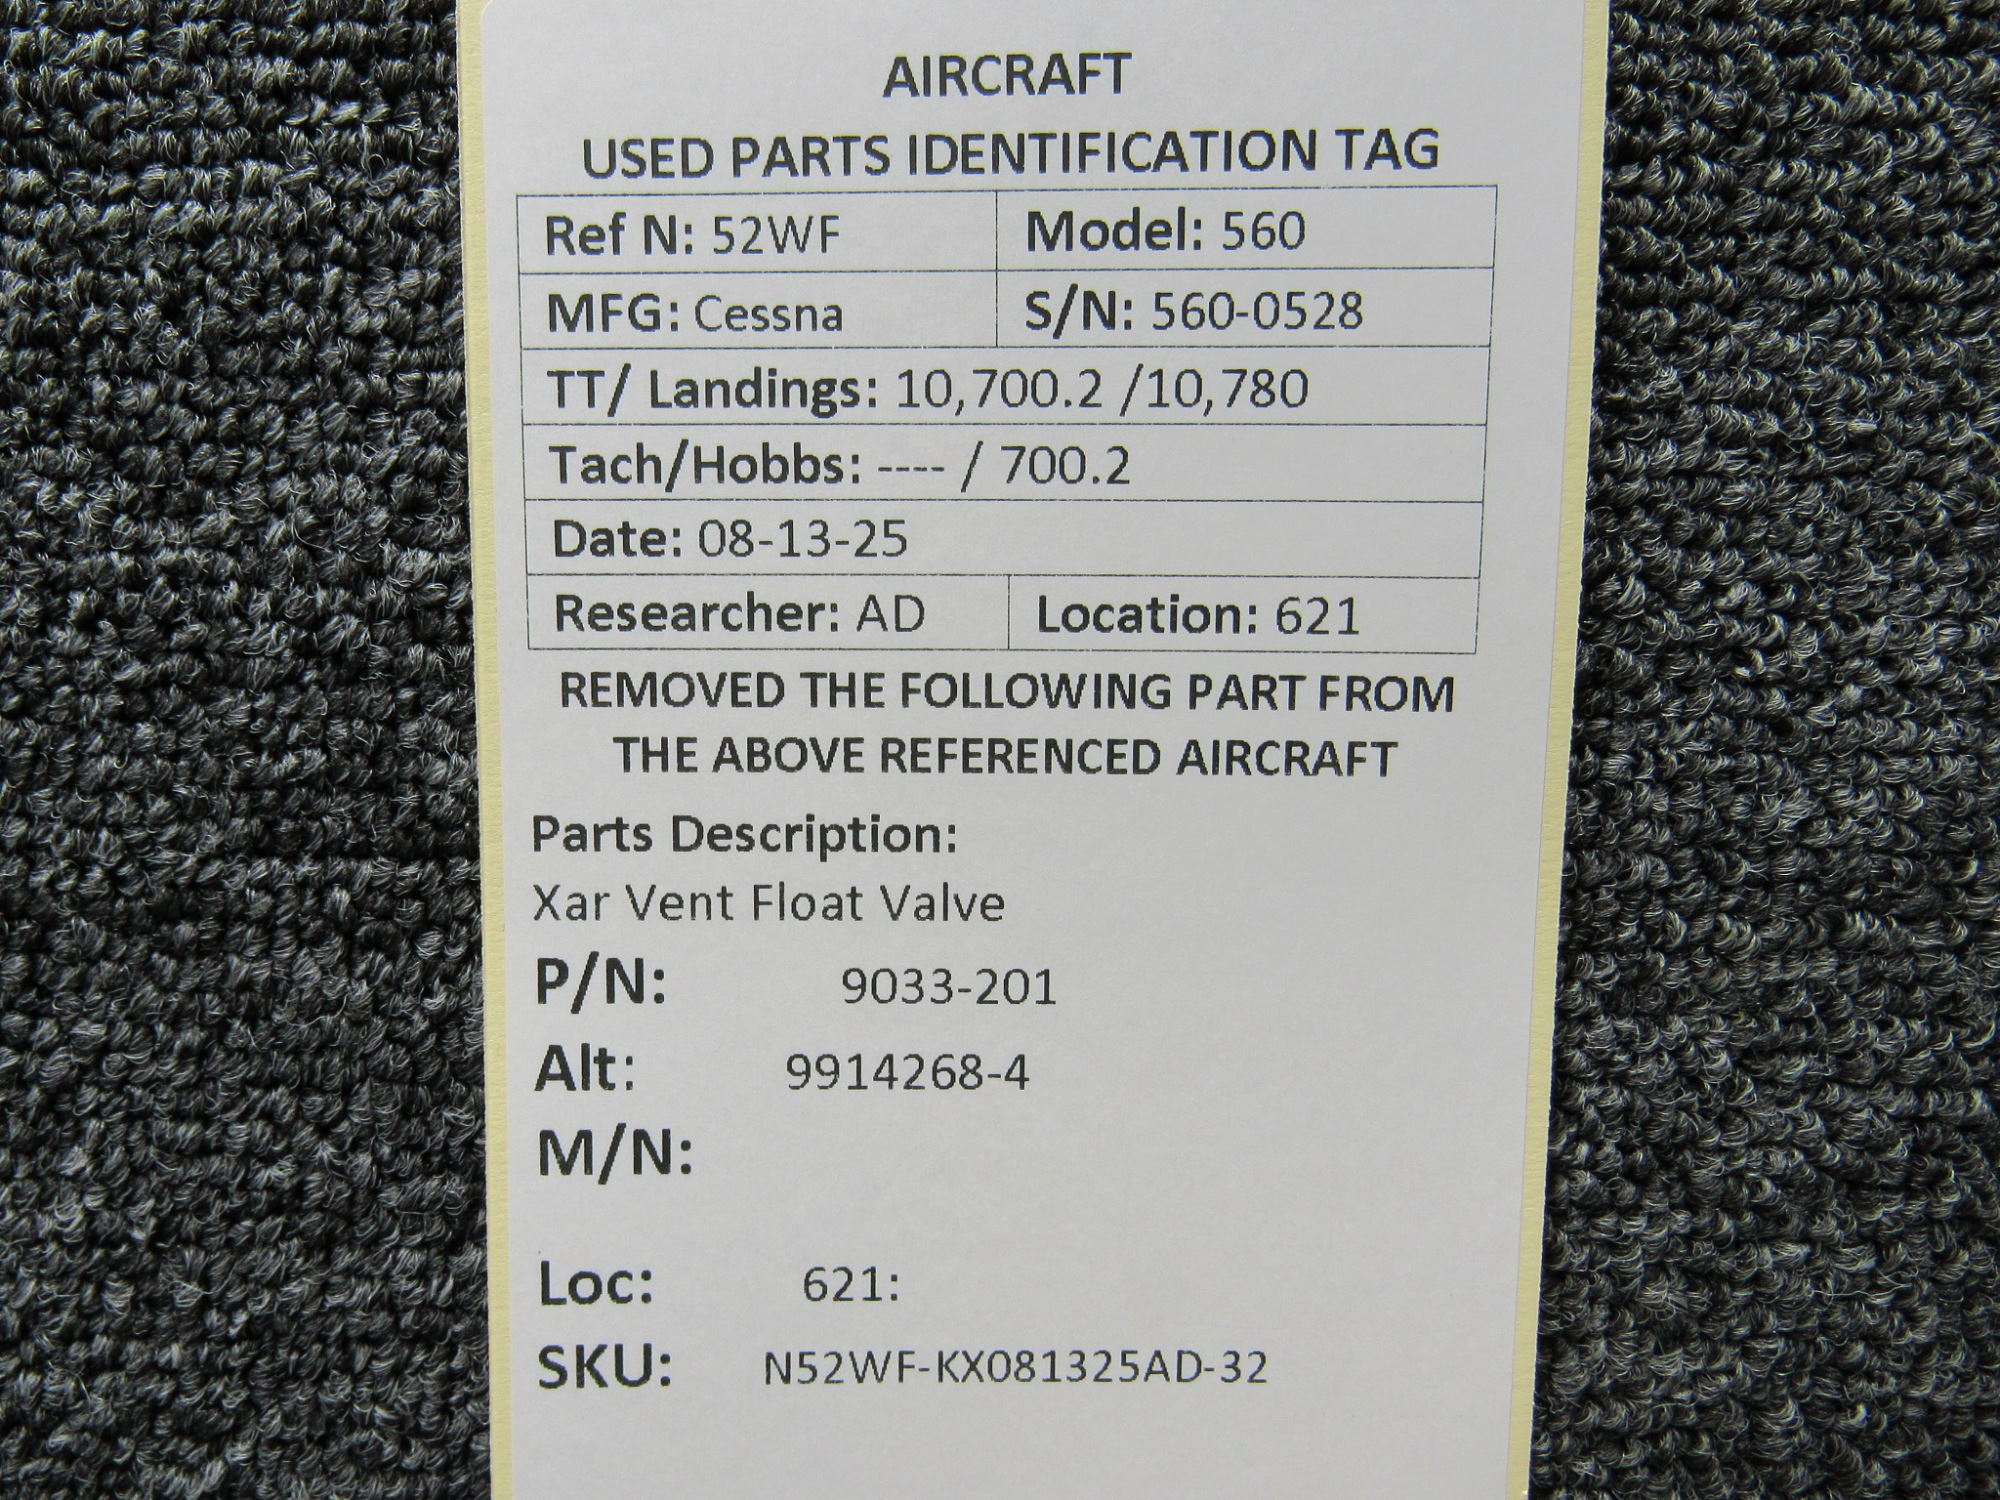 AIRCRAFT
USED PARTS IDENTIFICATION TAG
Ref N: 52WF Model: 560
MFG: Cessna S/N: 560-0528
TT/ Landings: 10,700.2 /10,780
Tach/Hobbs: ---- / 700.2
Date: 08-13-25
Researcher: AD Location: 621
REMOVED THE FOLLOWING PART FROM
THE ABOVE REFERENCED AIRCRAFT
Parts Description:
Xar Vent Float Valve
P/N: 9033-201
Alt: 9914268-4
M/N:
Loc: 621:
SKU: N52WF-KX081325AD-32